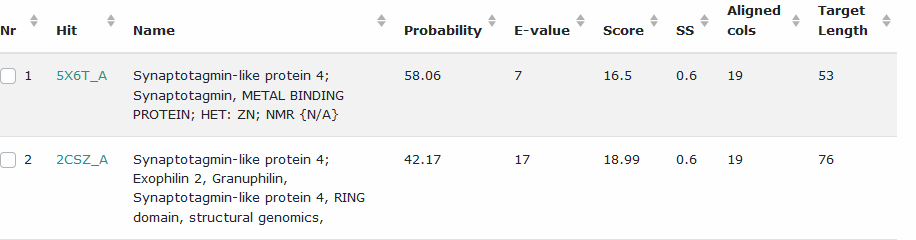 Nr Hit Name Probability E-value Score SS Aligned cols Target Length
1 5X6T_A Synaptotagmin-like protein 4; 58.06 7 16.5 0.6 19 53
Synaptotagmin, METAL BINDING
PROTEIN; HET: ZN; NMR {N/A}
2 2CSZ_A Synaptotagmin-like protein 4; 42.17 17 18.99 0.6 19 76
Exophilin 2, Granuphilin,
Synaptotagmin-like protein 4, RING
domain, structural genomics,